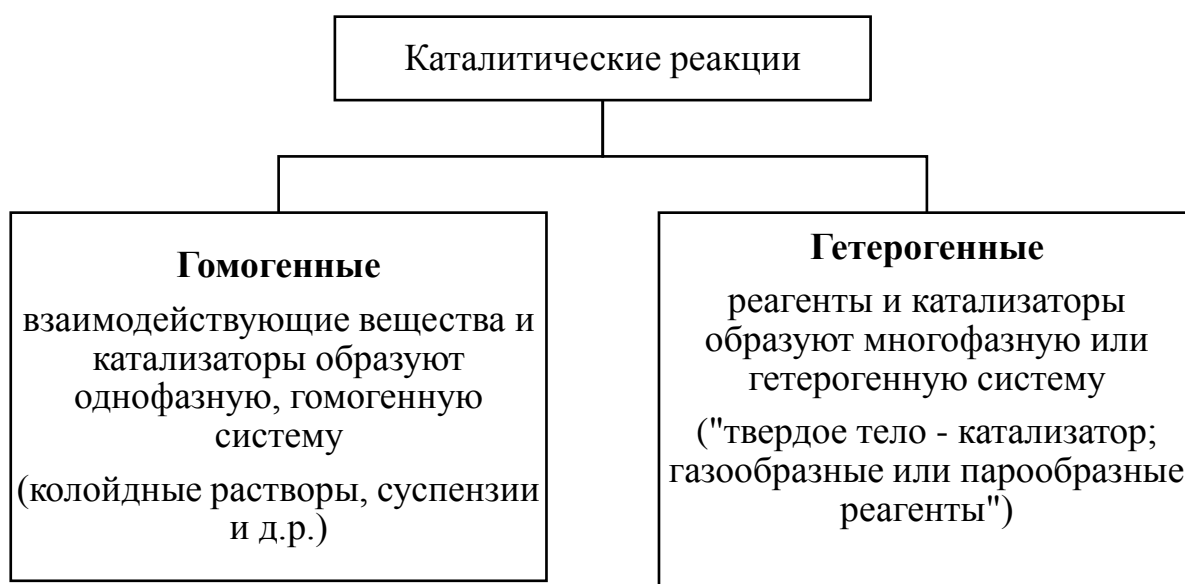 Каталитические реакции
Гомогенные
взаимодействующие вещества и
катализаторы образуют
однофазную, гомогенную
систему
(колойдные растворы, суспензии
и д.р.)
Гетерогенные
реагенты и катализаторы
образуют многофазную или
гетерогенную систему
("твердое тело - катализатор;
газообразные или парообразные
реагенты")